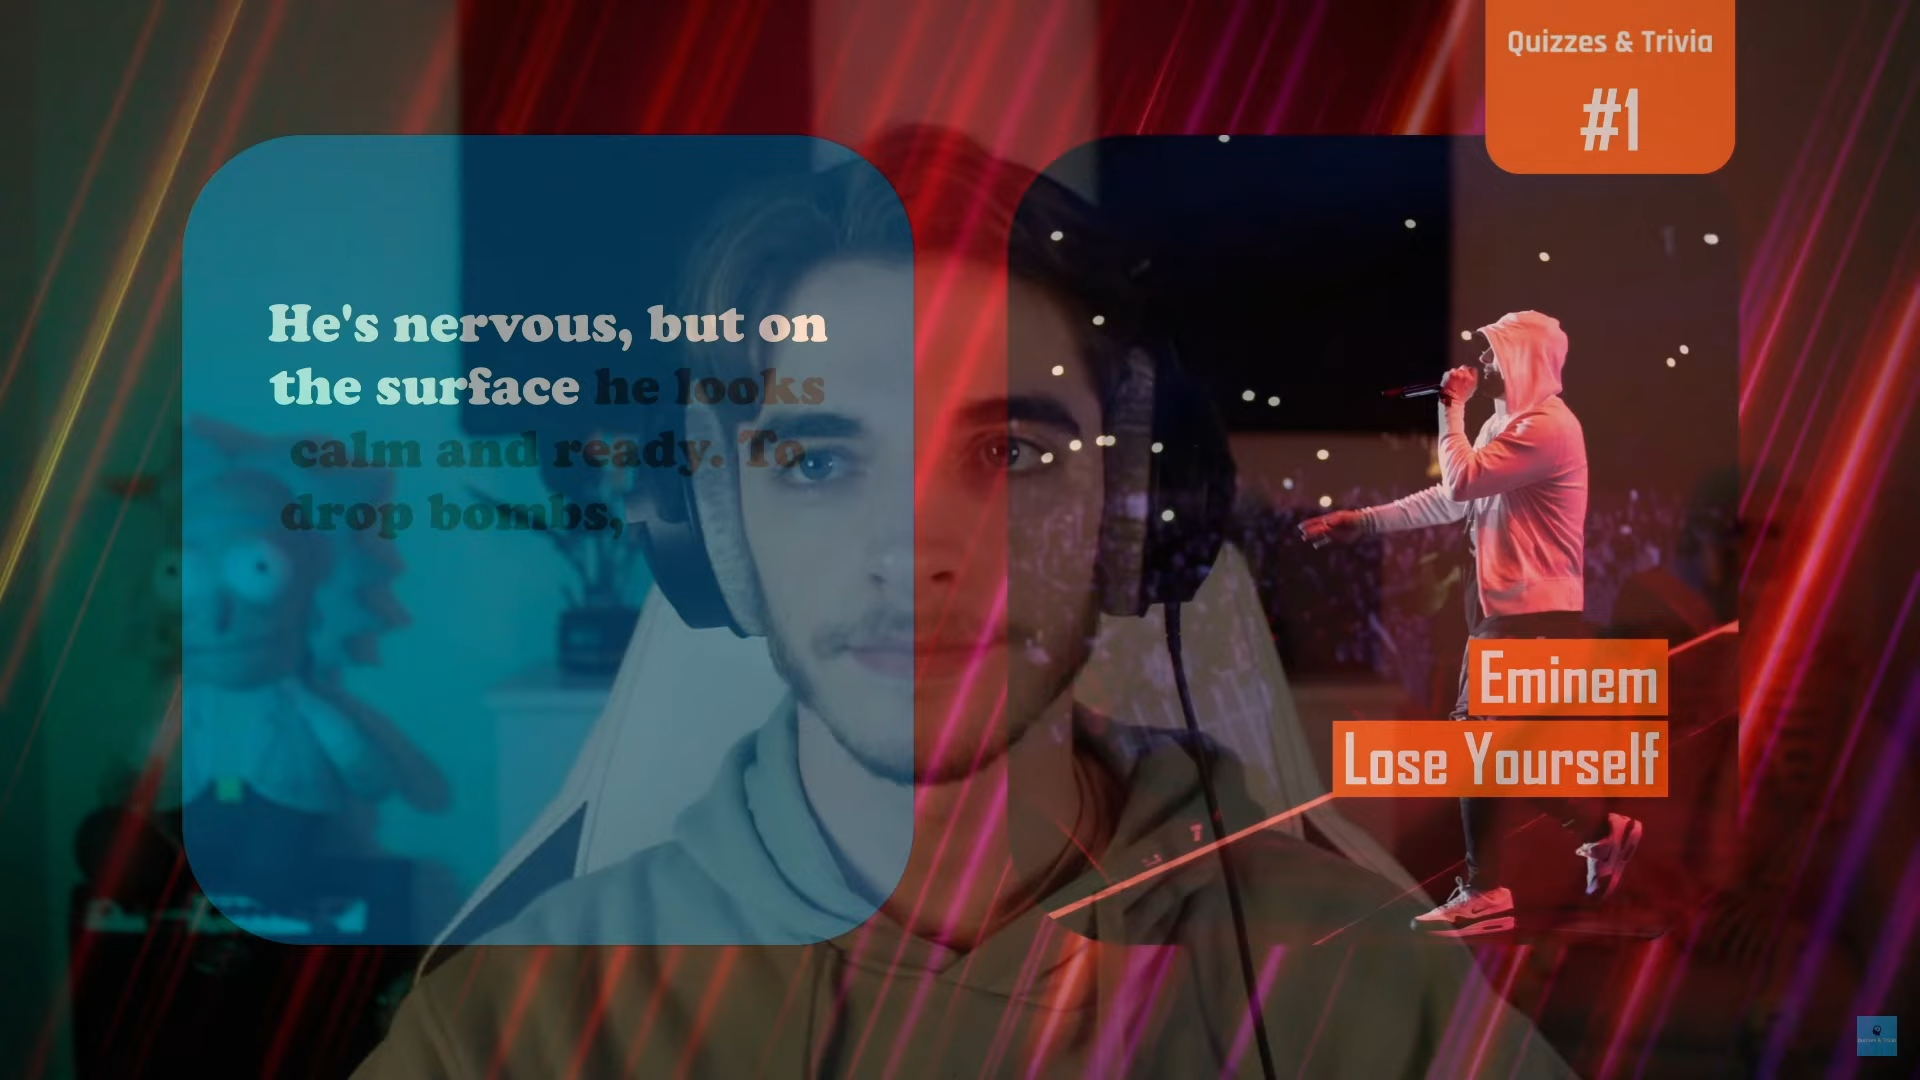 Quizzes & Trivia
#1
He's nervous, but on
the surface he looks
calm and ready. To
drop bombs,
Eminem
Lose Yourself